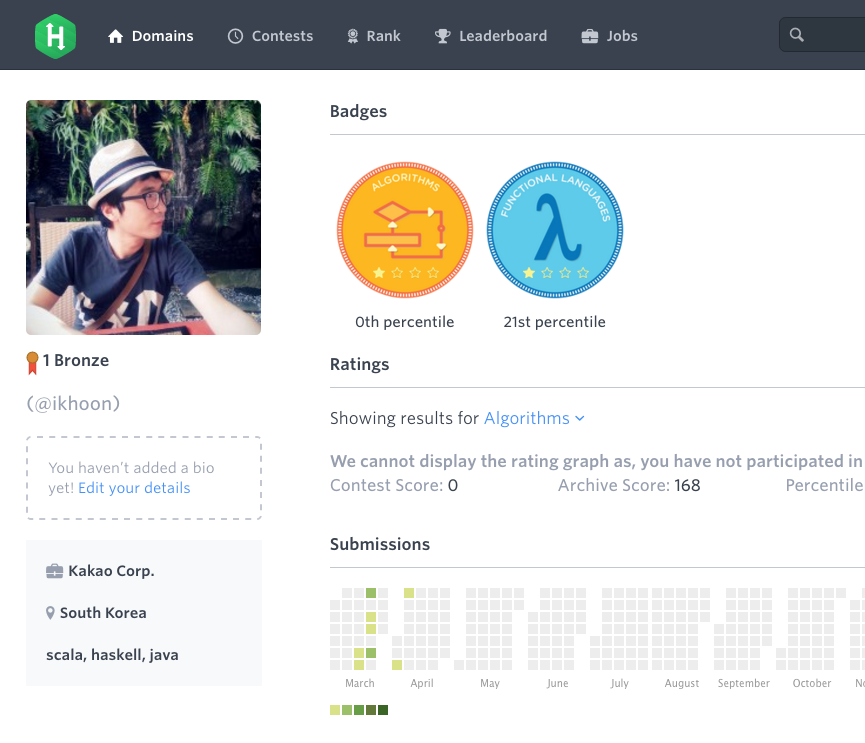 H
Domains
Contests
Rank
Leaderboard
Jobs
Badges
ALGORITHMS
FUNCTIONAL LANGUAGES
λ
0th percentile
21st percentile
1 Bronze
(@ikhoon)
You haven't added a bio
yet! Edit your details
Kakao Corp.
South Korea
scala, haskell, java
Ratings
Showing results for Algorithms
We cannot display the rating graph as, you have not participated in
Contest Score: 0
Archive Score: 168
Percentile
Submissions
March
April
May
June
July
August
September
October
No